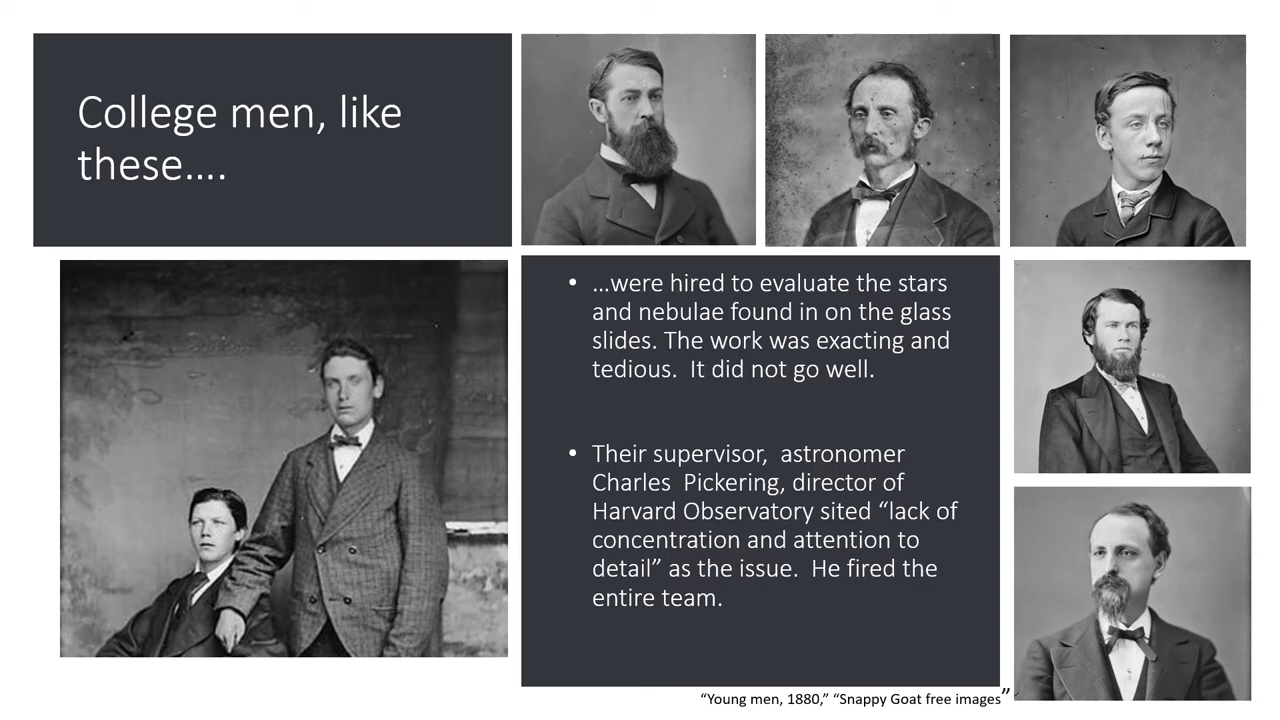 College men, like
these….
• …were hired to evaluate the stars
and nebulae found in on the glass
slides. The work was exacting and
tedious.  It did not go well.
• Their supervisor,  astronomer
Charles  Pickering, director of
Harvard Observatory sited “lack of
concentration and attention to
detail” as the issue.  He fired the
entire team.
“Young men, 1880,” “Snappy Goat free images”